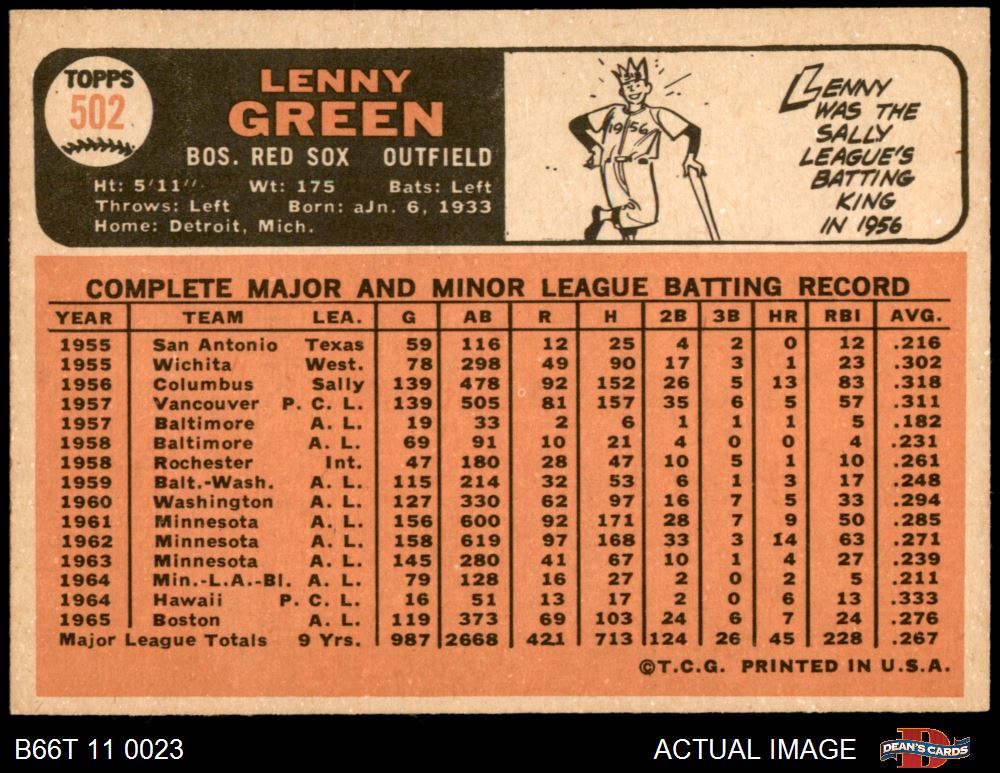 TOPPS
502
LENNY
GREEN
BOS. RED SOX OUTFIELD
Ht: 5'11" Wt: 175 Bats: Left
Throws: Left Born: aJn. 6, 1933
Home: Detroit, Mich.
1956
LENNY
WAS THE
SALLY
LEAGUE'S
BATTING
KING
IN 1956
COMPLETE MAJOR AND MINOR LEAGUE BATTING RECORD
YEAR TEAM LEA. G AB R H 2B 3B HR RBI AVG.
1955 San Antonio Texas 59 116 12 25 4 2 0 12 .216
1955 Wichita West. 78 298 49 90 17 3 1 23 .302
1956 Columbus Sally 139 478 92 152 26 5 13 83 .318
1957 Vancouver P. C. L. 139 505 81 157 35 6 5 57 .311
1957 Baltimore A. L. 19 33 2 6 1 1 1 5 .182
1958 Baltimore A. L. 69 91 10 21 4 0 0 4 .231
1958 Rochester Int. 47 180 28 47 10 5 1 10 .261
1959 Balt.-Wash. A. L. 115 214 32 53 6 1 3 17 .248
1960 Washington A. L. 127 330 62 97 16 7 5 33 .294
1961 Minnesota A. L. 156 600 92 171 28 7 9 50 .285
1962 Minnesota A. L. 158 619 97 168 33 3 14 63 .271
1963 Minnesota A. L. 145 280 41 67 10 1 4 27 .239
1964 Min.-L.A.-Bl. A. L. 79 128 16 27 2 0 2 5 .211
1964 Hawaii P. C. L. 16 51 13 17 2 0 6 13 .333
1965 Boston A. L. 119 373 69 103 24 6 7 24 .276
Major League Totals 9 Yrs. 987 2668 421 713 124 26 45 228 .267
©T.C.G. PRINTED IN U.S.A.
B66T 11 0023 ACTUAL IMAGE DEAN'S CARDS